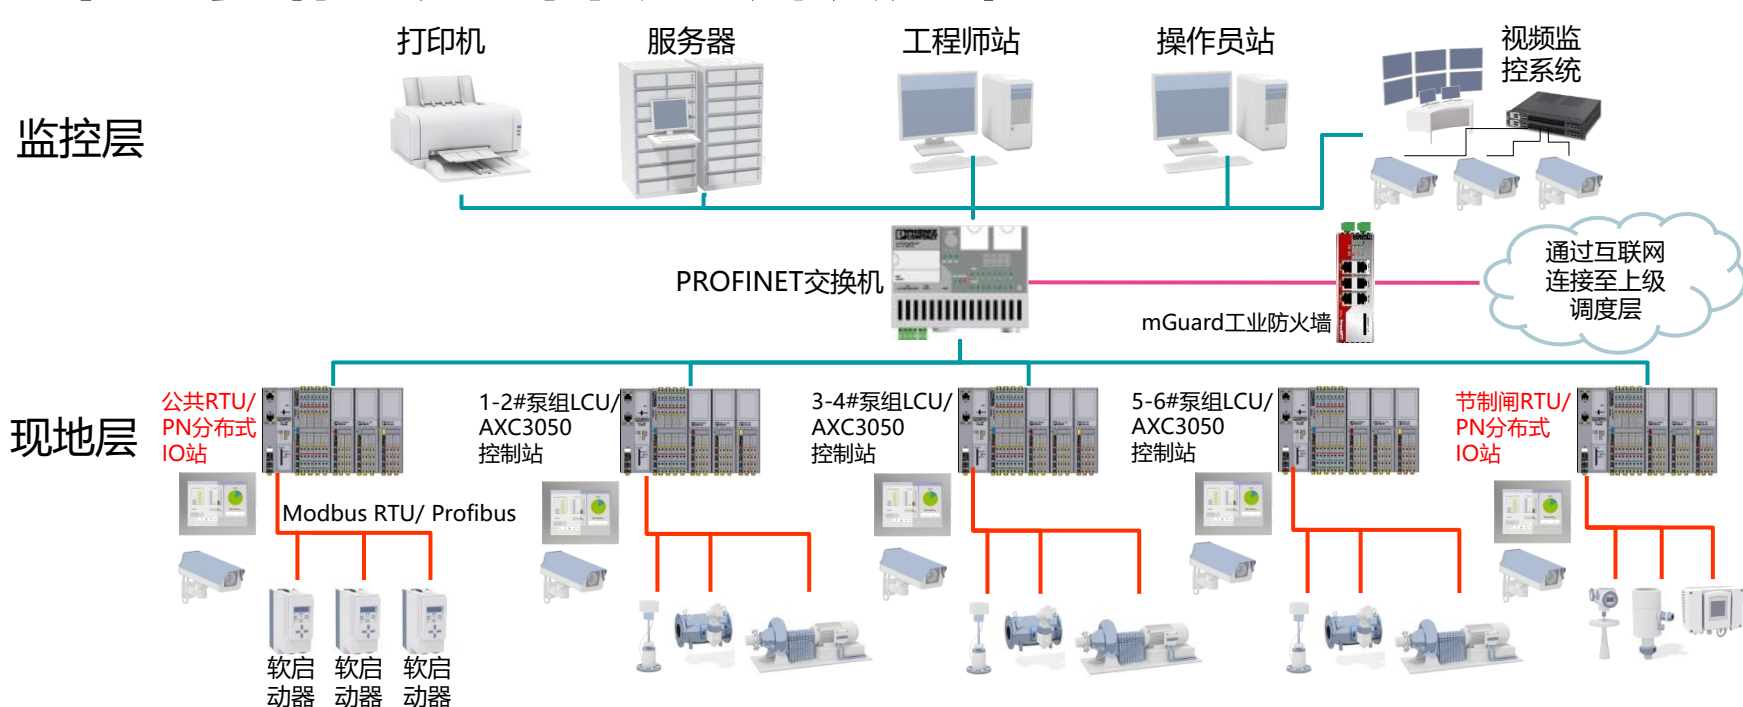 打印机
服务器
工程师站
操作员站
视频监
控系统
监控层
PROFINET交换机
mGuard工业防火墙
通过互联网
连接至上级
调度层
现地层
公共RTU/
PN分布式
IO站
1-2#泵组LCU/
AXC3050
控制站
3-4#泵组LCU/
AXC3050
控制站
5-6#泵组LCU/
AXC3050
控制站
节制闸RTU/
PN分布式
IO站
Modbus RTU/ Profibus
软启
动器
软启
动器
软启
动器